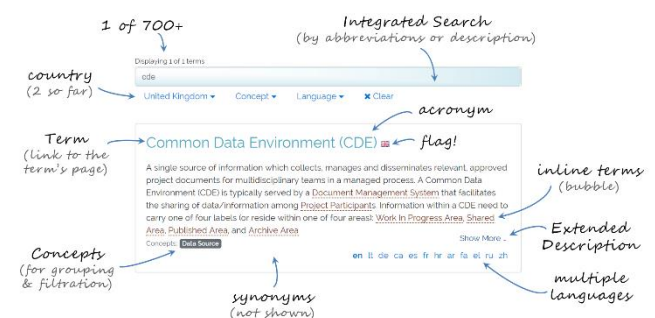 1 of 700+
Integrated Search
(by abbreviations or description)
Displaying 1 of 1 terms
cde
country
(2 so far)
United Kingdom Concept Language ✖ Clear
acronym
Term
(link to the
term's page)
Common Data Environment (CDE)
flag!
A single source of information which collects, manages and disseminates relevant, approved
project documents for multidisciplinary teams in a managed process. A Common Data
Environment (CDE) is typically served by a Document Management System that facilitates
the sharing of data/information among Project Participants. Information within a CDE need to
carry one of four labels (or reside within one of four areas): Work In Progress Area, Shared
Area, Published Area, and Archive Area
inline terms
(bubble)
Concepts: Data Source
Show More ..
Extended
Description
Concepts
(for grouping
& filtration)
en lt de ca es fr hr ar fa el ru zh
synonyms
(not shown)
multiple
languages